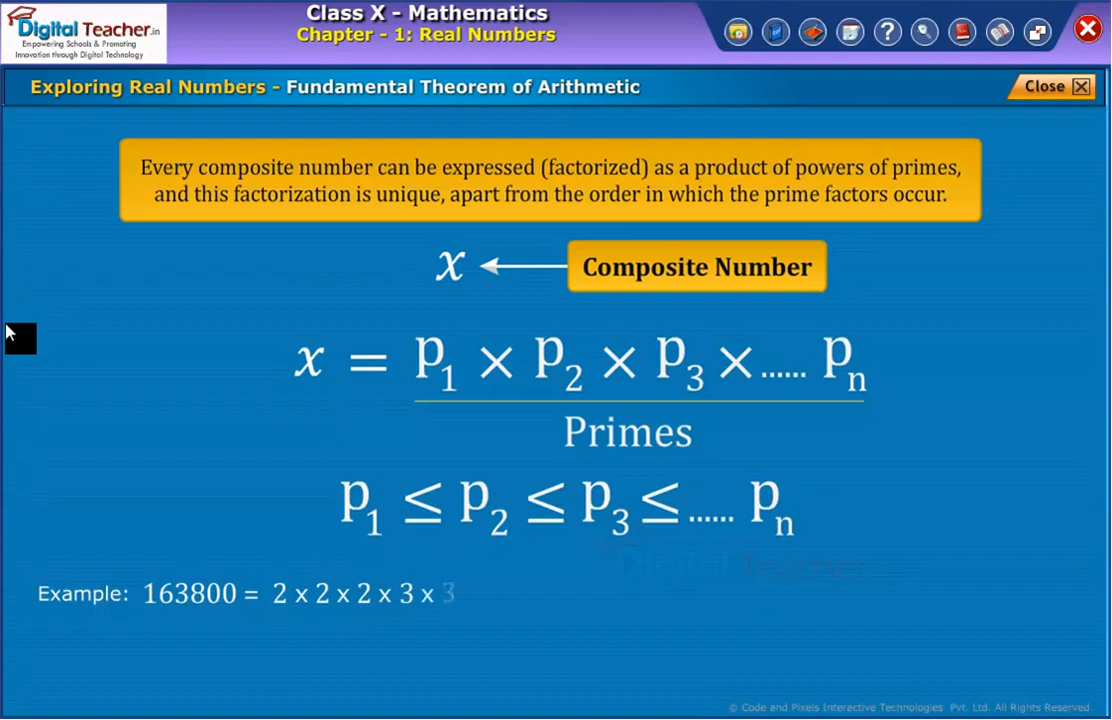 Digital Teacher.in
Empowering Schools & Promoting
Innovation through Digital Technology
Class X - Mathematics
Chapter - 1: Real Numbers
Exploring Real Numbers - Fundamental Theorem of Arithmetic
Close
Every composite number can be expressed (factorized) as a product of powers of primes,
and this factorization is unique, apart from the order in which the prime factors occur.
x
Composite Number
x = p₁ × p₂ × p₃ × ...... pₙ
Primes
p₁ ≤ p₂ ≤ p₃ ≤ ...... pₙ
Digital Teacher
Example: 163800 = 2 x 2 x 2 x 3 x 3
© Code and Pixels Interactive Technologies Pvt. Ltd. All Rights Reserved.